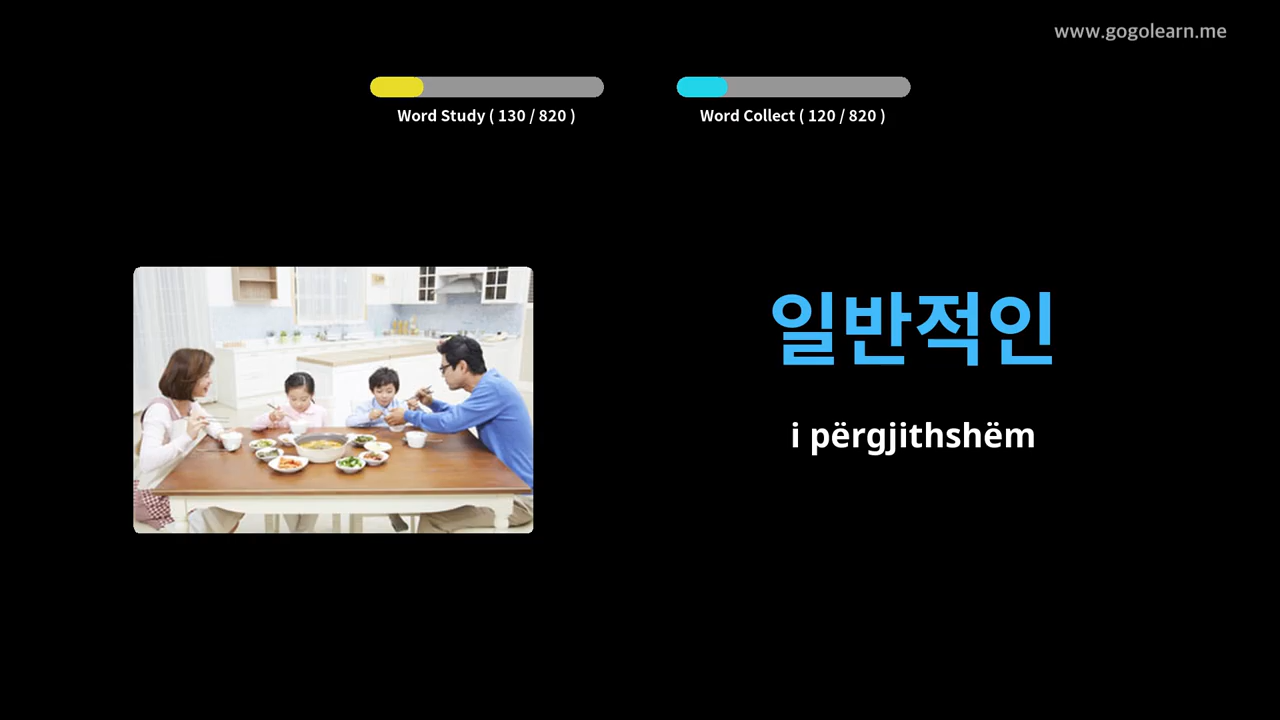 www.gogolearn.me
Word Study ( 130 / 820 )
Word Collect ( 120 / 820 )
일반적인
i përgjithshëm